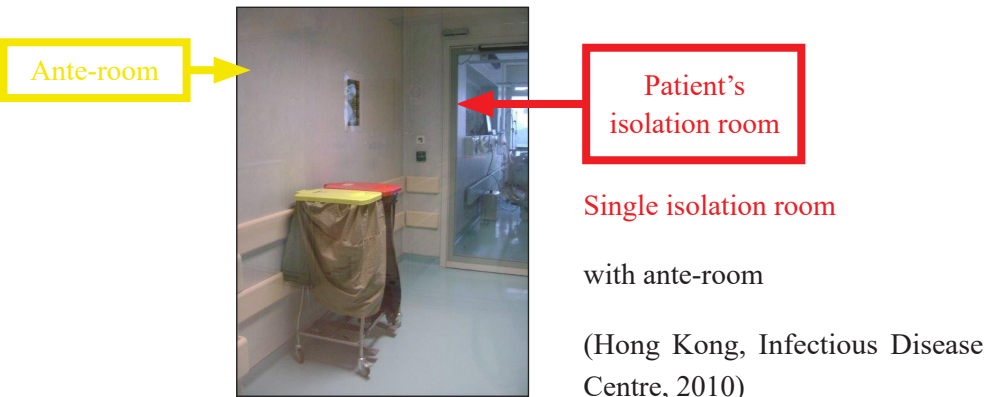 Ante-room
Patient’s
isolation room
Single isolation room
with ante-room
(Hong Kong, Infectious Disease
Centre, 2010)